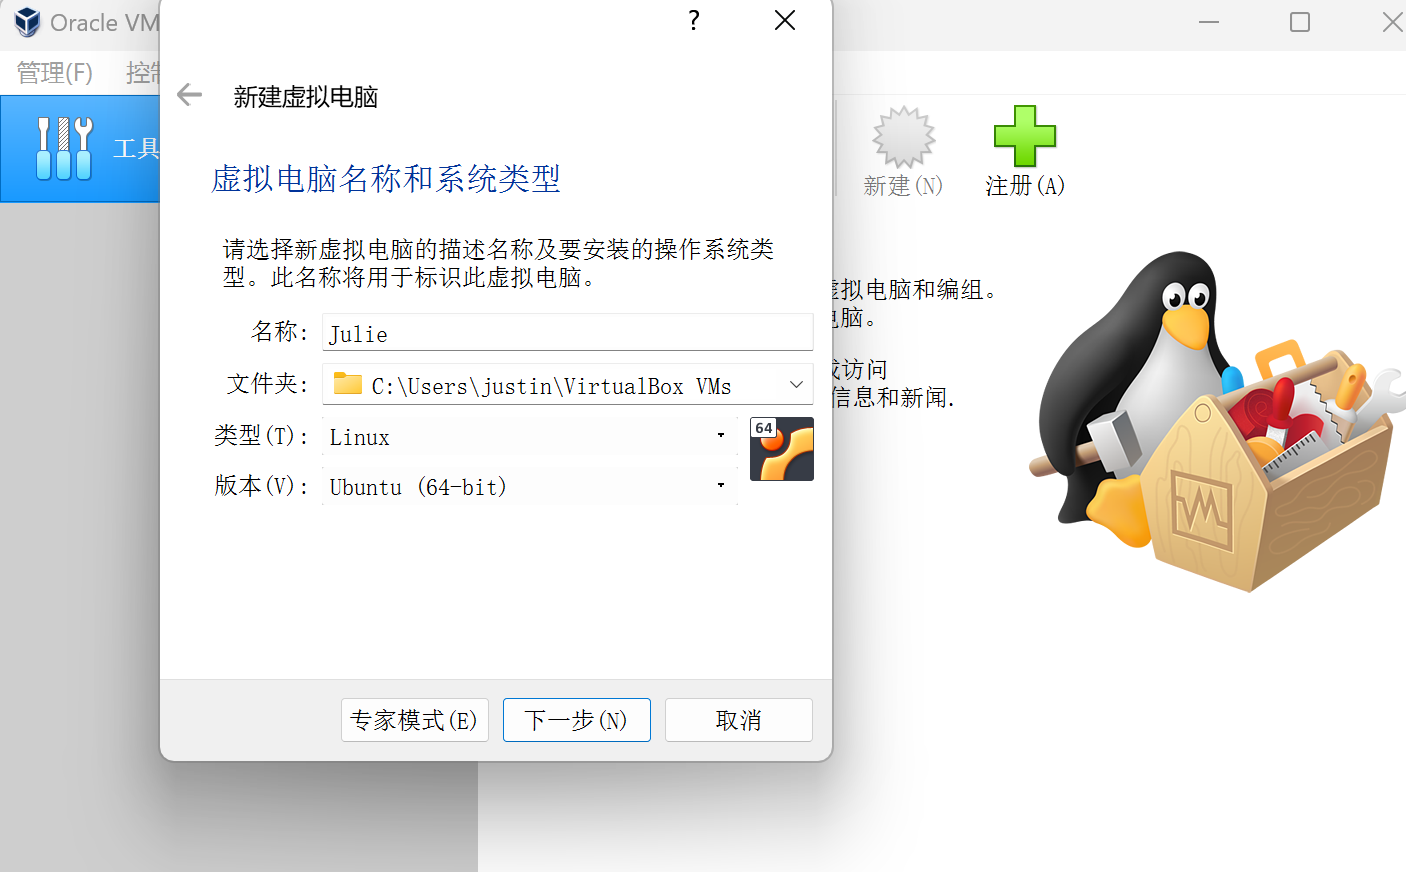 Oracle VM
管理(F)
工具
新建(N)
注册(A)
拟电脑和编组。
脑。
访问
信息和新闻.
?
新建虚拟电脑
虚拟电脑名称和系统类型
请选择新虚拟电脑的描述名称及要安装的操作系统类
型。此名称将用于标识此虚拟电脑。
名称: Julie
文件夹: C:\Users\justin\VirtualBox VMs
类型(T): Linux
64
版本(V): Ubuntu (64-bit)
专家模式(E) 下一步(N) 取消